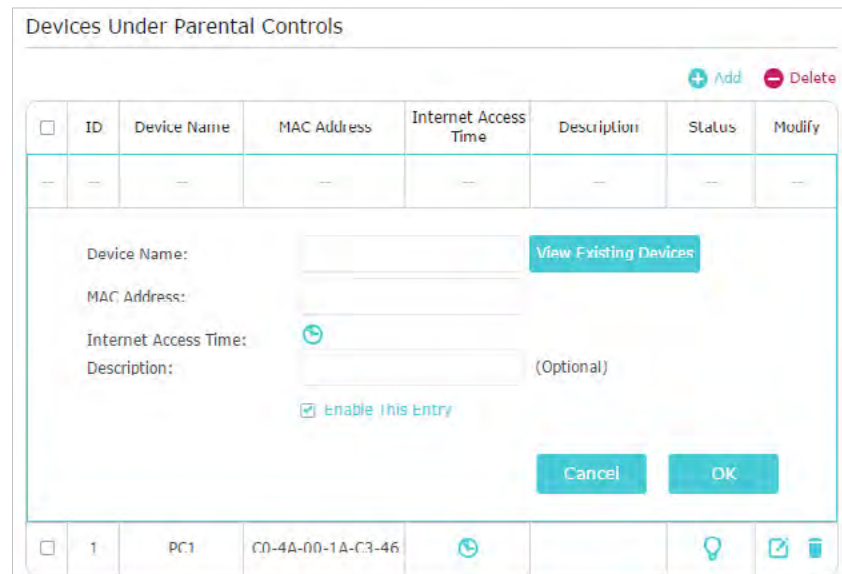 Devices Under Parental Controls
Add Delete
ID Device Name MAC Address Internet Access Time Description Status Modify
-- -- -- -- -- -- -- --
Device Name: View Existing Devices
MAC Address:
Internet Access Time:
Description: (Optional)
Enable This Entry
Cancel OK
1 PC1 C0-4A-00-1A-C3-46